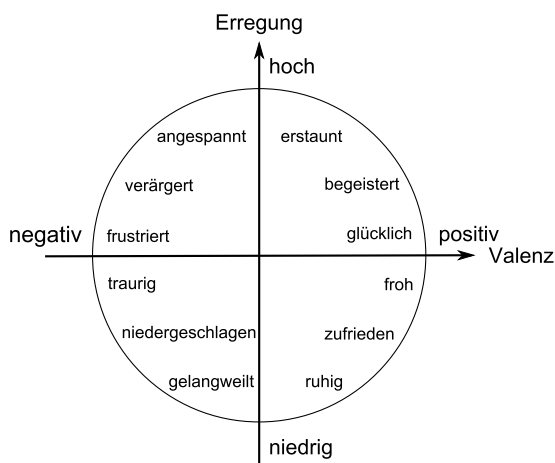 Erregung
hoch
angespannt erstaunt
verärgert begeistert
negativ frustriert glücklich positiv
Valenz
traurig froh
niedergeschlagen zufrieden
gelangweilt ruhig
niedrig